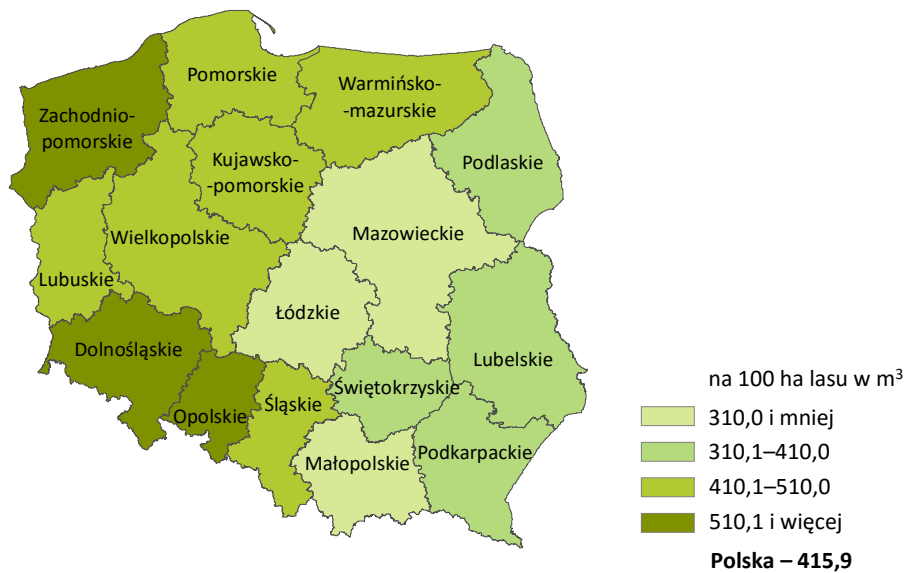 Pomorskie
Warmińsko-
-mazurskie
Zachodnio-
pomorskie
Kujawsko-
-pomorskie
Podlaskie
Wielkopolskie
Mazowieckie
Lubuskie
Łódzkie
Dolnośląskie
Lubelskie
Opolskie
Śląskie
Świętokrzyskie
Małopolskie
Podkarpackie
na 100 ha lasu w m³
310,0 i mniej
310,1–410,0
410,1–510,0
510,1 i więcej
Polska – 415,9